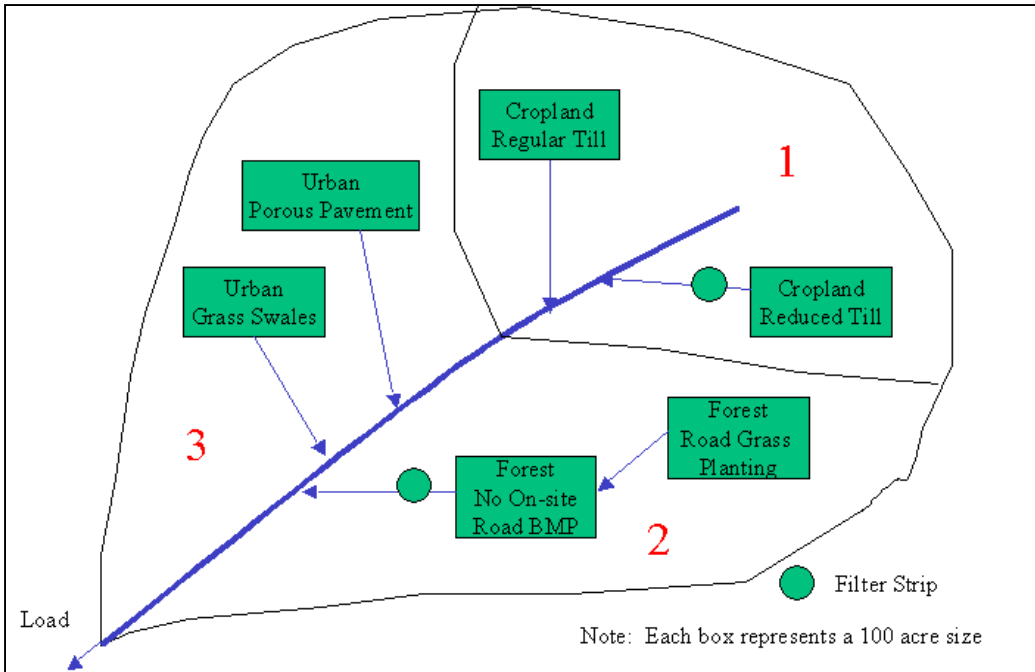 Cropland
Regular Till
1
Urban
Porous Pavement
Urban
Grass Swales
Cropland
Reduced Till
3
Forest
Road Grass
Planting
Forest
No On-site
Road BMP
2
Filter Strip
Load
Note: Each box represents a 100 acre size